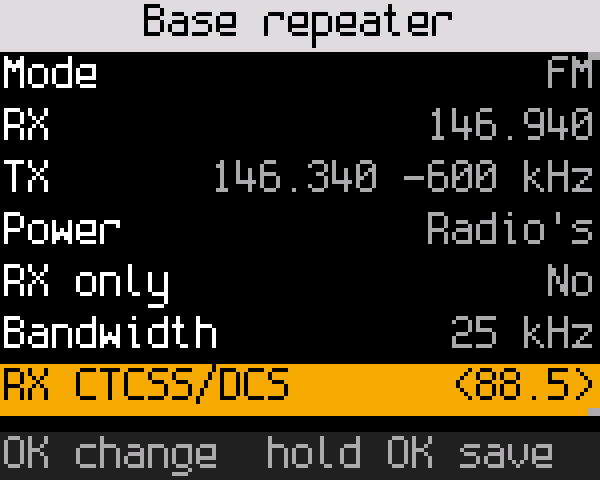 Base repeater
Mode FM
RX 146.940
TX 146.340 -600 kHz
Power Radio's
RX only No
Bandwidth 25 kHz
RX CTCSS/DCS <88.5>
OK change hold OK save